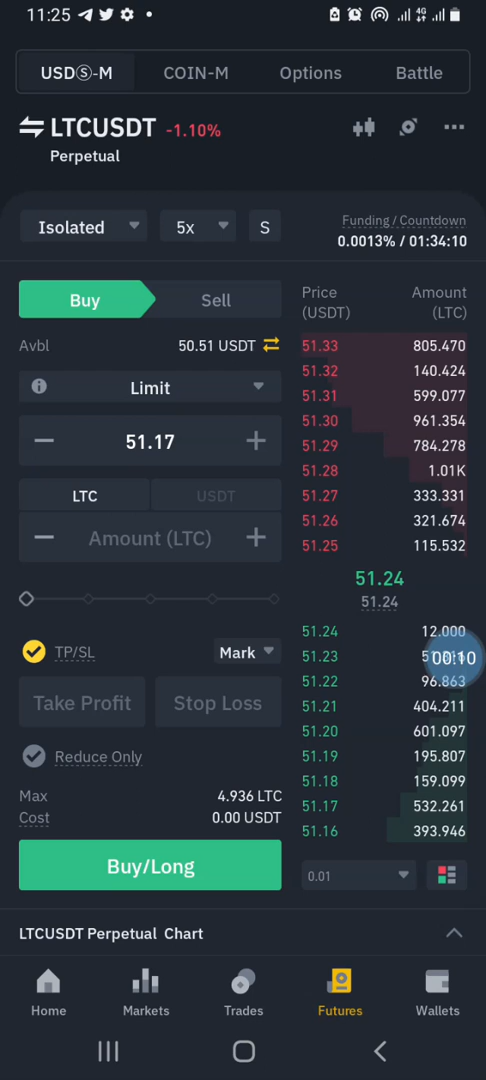 11:25
4G
USDⓈ-M COIN-M Options Battle
LTCUSDT -1.10%
Perpetual
Isolated 5x S
Funding / Countdown
0.0013% / 01:34:10
Buy Sell
Avbl 50.51 USDT
Limit
51.17
LTC USDT
Amount (LTC)
TP/SL Mark
Take Profit Stop Loss
Reduce Only
Max 4.936 LTC
Cost 0.00 USDT
Buy/Long
Price Amount
(USDT) (LTC)
51.33 805.470
51.32 140.424
51.31 599.077
51.30 961.354
51.29 784.278
51.28 1.01K
51.27 333.331
51.26 321.674
51.25 115.532
51.24
51.24
51.24 12.000
51.23
00:10
51.22 96.863
51.21 404.211
51.20 601.097
51.19 195.807
51.18 159.099
51.17 532.261
51.16 393.946
0.01
LTCUSDT Perpetual Chart
Home Markets Trades Futures Wallets